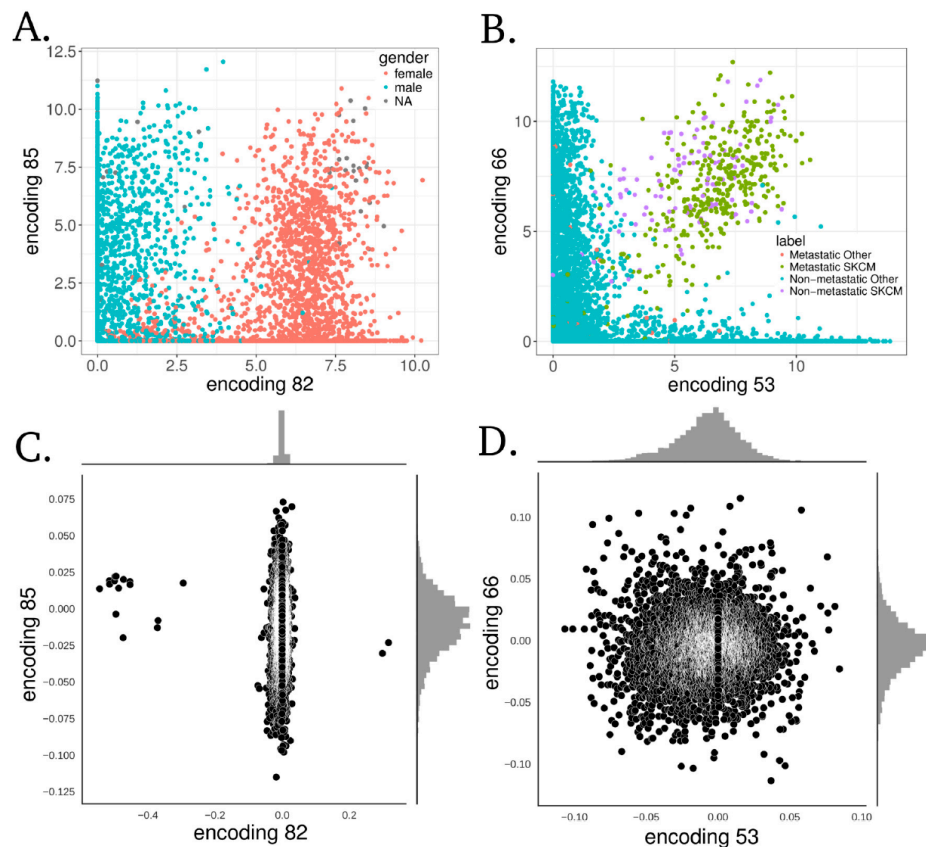 A.
encoding 85
12.5
10.0
7.5
5.0
2.5
0.0
0.0
2.5
5.0
7.5
10.0
encoding 82
gender
female
male
NA
B.
encoding 66
10
5
0
0
5
10
encoding 53
label
Metastatic Other
Metastatic SKCM
Non-metastatic Other
Non-metastatic SKCM
C.
encoding 85
0.075
0.050
0.025
0.000
−0.025
−0.050
−0.075
−0.100
−0.125
−0.4
−0.2
0.0
0.2
encoding 82
D.
encoding 66
0.10
0.05
0.00
−0.05
−0.10
−0.10
−0.05
0.00
0.05
0.10
encoding 53